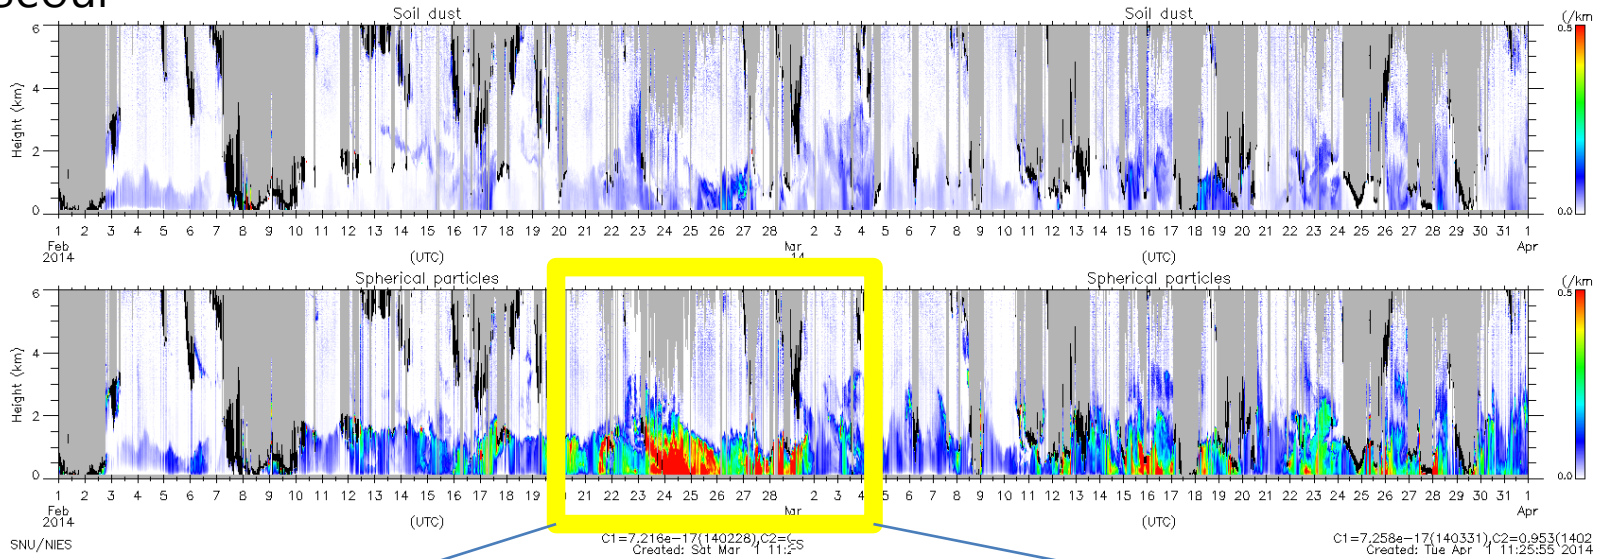 Seoul
Soil dust Soil dust
(/km
0.5
6
4
2
0
Height (km)
0.0
1 2 3 4 5 6 7 8 9 10 11 12 13 14 15 16 17 18 19 20 21 22 23 24 25 26 27 28 2 3 4 5 6 7 8 9 10 11 12 13 14 15 16 17 18 19 20 21 22 23 24 25 26 27 28 29 30 31 1
Feb Mar Apr
2014 14
(UTC) (UTC)
Spherical particles Spherical particles
(/km
0.5
6
4
2
0
Height (km)
0.0
1 2 3 4 5 6 7 8 9 10 11 12 13 14 15 16 17 18 19 0 21 22 23 24 25 26 27 28 2 3 4 5 6 7 8 9 10 11 12 13 14 15 16 17 18 19 20 21 22 23 24 25 26 27 28 29 30 31 1
Feb Mar Apr
2014
(UTC) (UTC)
SNU/NIES
C1=7.216e-17(140228),C2= C1=7.258e-17(140331),C2=0.953(1402
Created: Sat Mar 1 11:2 Created: Tue Apr 1 11:25:55 2014